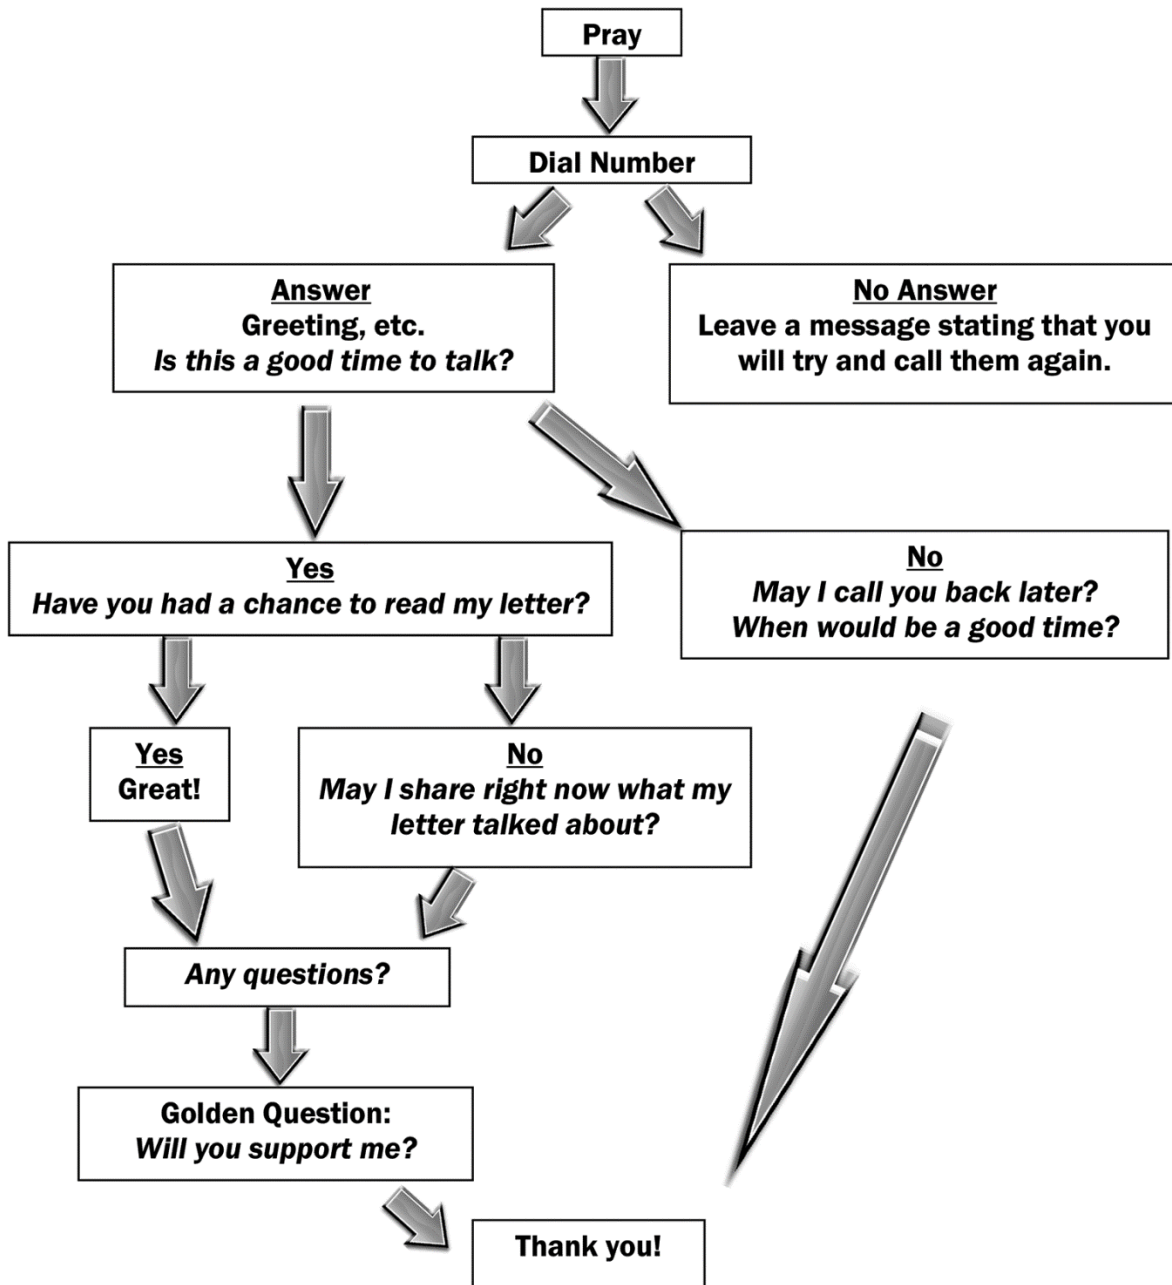 Pray
Dial Number
Answer
Greeting, etc.
Is this a good time to talk?
No Answer
Leave a message stating that you
will try and call them again.
Yes
Have you had a chance to read my letter?
No
May I call you back later?
When would be a good time?
Yes
Great!
No
May I share right now what my
letter talked about?
Any questions?
Golden Question:
Will you support me?
Thank you!